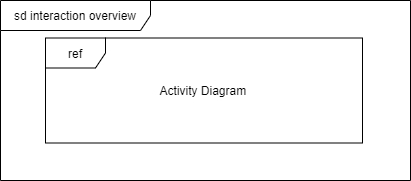 sd interaction overview
ref
Activity Diagram